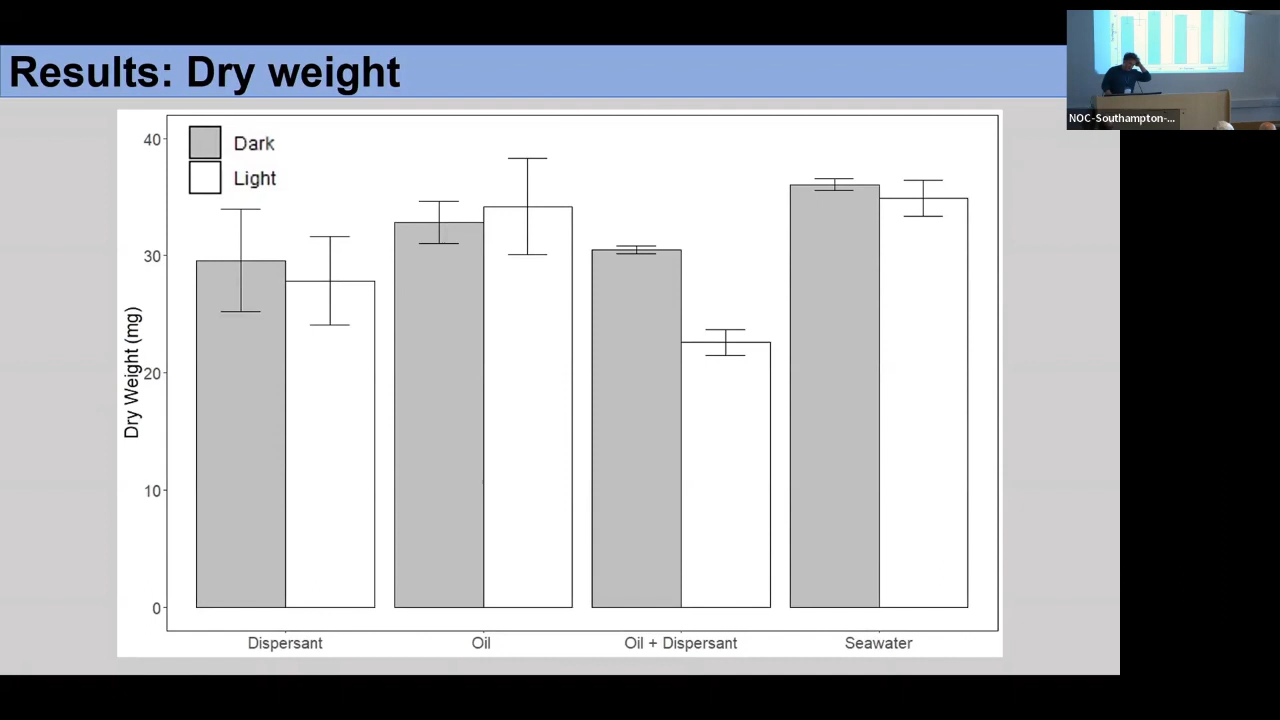 Results: Dry weight
NOC-Southampton-...
Dark
Light
40
30
20
10
0
Dry Weight (mg)
Dispersant
Oil
Oil + Dispersant
Seawater